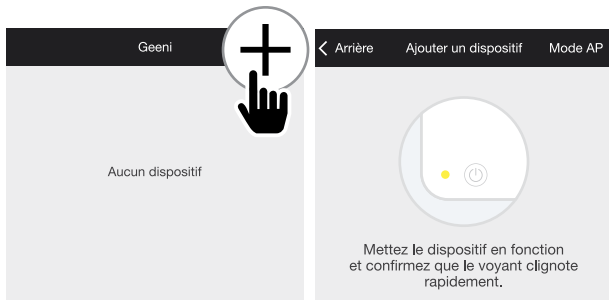 Geeni
Aucun dispositif
Arrière Ajouter un dispositif Mode AP
Mettez le dispositif en fonction
et confirmez que le voyant clignote
rapidement.